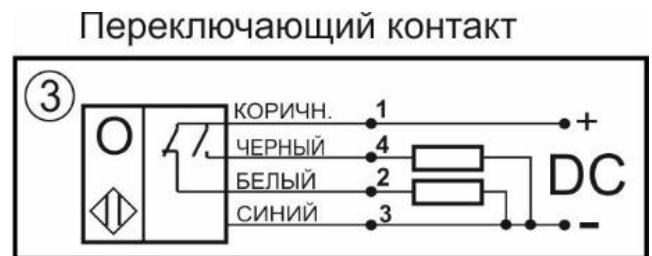 Переключающий контакт
3
КОРИЧН. 1 +
O
ЧЕРНЫЙ 4
DC
БЕЛЫЙ 2
СИНИЙ 3 -